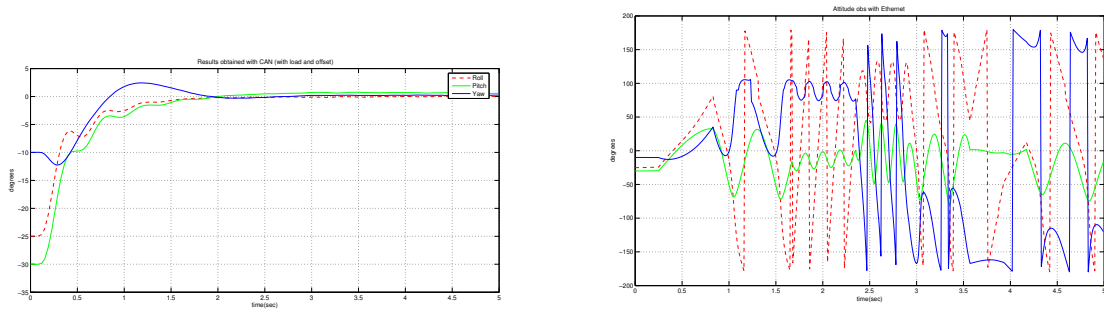 Results obtained with CAN (with load and offset)
5
0
−5
−10
−15
−20
−25
−30
−35
degrees
Roll
Pitch
Yaw
0 0.5 1 1.5 2 2.5 3 3.5 4 4.5 5
time(sec)
Attitude obs with Ethernet
200
150
100
50
0
−50
−100
−150
−200
degrees
0 0.5 1 1.5 2 2.5 3 3.5 4 4.5 5
time(sec)